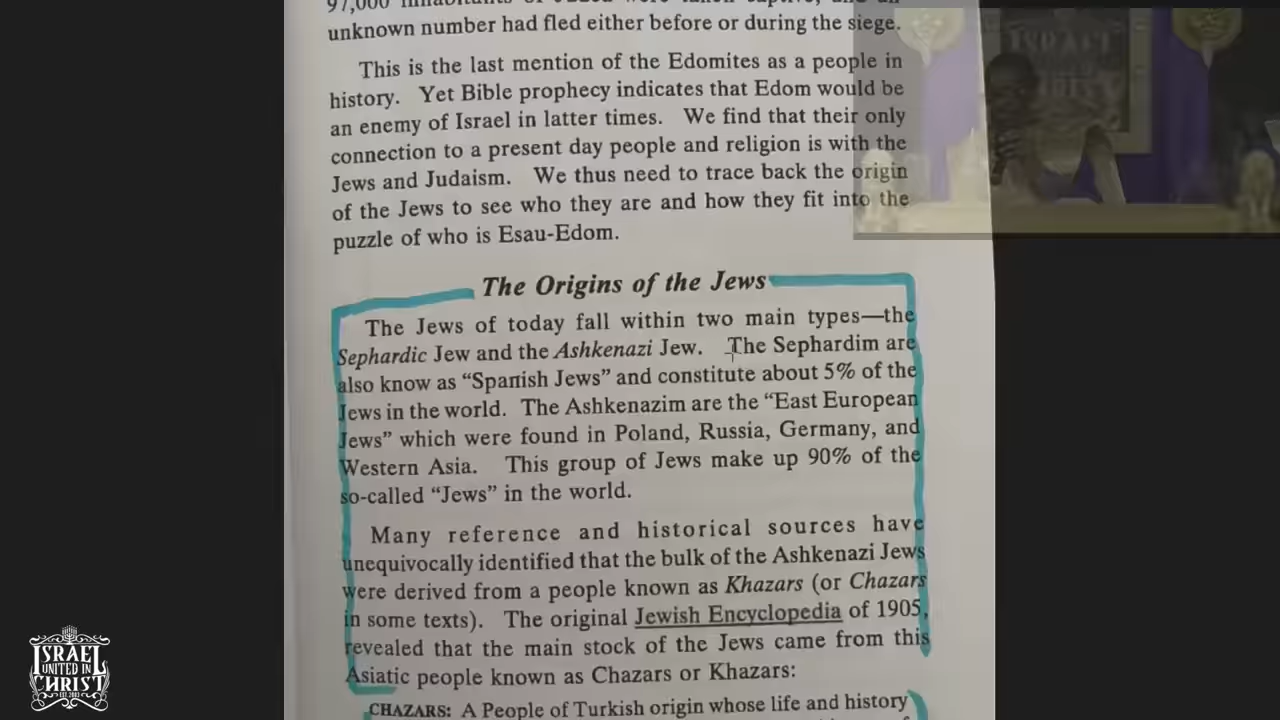 unknown number had fled either before or during the siege.
This is the last mention of the Edomites as a people in
history. Yet Bible prophecy indicates that Edom would be
an enemy of Israel in latter times. We find that their only
connection to a present day people and religion is with the
Jews and Judaism. We thus need to trace back the origin
of the Jews to see who they are and how they fit into the
puzzle of who is Esau-Edom.
The Origins of the Jews
The Jews of today fall within two main types—the
Sephardic Jew and the Ashkenazi Jew. The Sephardim are
also know as “Spanish Jews” and constitute about 5% of the
Jews in the world. The Ashkenazim are the “East European
Jews” which were found in Poland, Russia, Germany, and
Western Asia. This group of Jews make up 90% of the
so-called “Jews” in the world.
Many reference and historical sources have
unequivocally identified that the bulk of the Ashkenazi Jews
were derived from a people known as Khazars (or Chazars
in some texts). The original Jewish Encyclopedia of 1905,
revealed that the main stock of the Jews came from this
Asiatic people known as Chazars or Khazars:
CHAZARS: A People of Turkish origin whose life and history
ISRAEL
UNITED IN
CHRIST